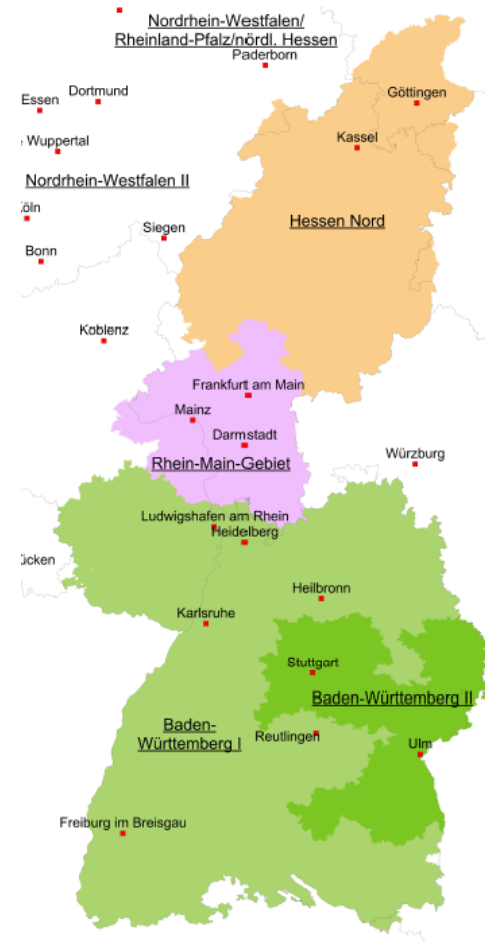 Nordrhein-Westfalen/
Rheinland-Pfalz/nördl. Hessen
Paderborn
Göttingen
Dortmund
Essen
Kassel
Wuppertal
Nordrhein-Westfalen II
öln
Hessen Nord
Siegen
Bonn
Koblenz
Frankfurt am Main
Mainz
Darmstadt
Rhein-Main-Gebiet
Würzburg
Ludwigshafen am Rhein
Heidelberg
ücken
Heilbronn
Karlsruhe
Stuttgart
Baden-Württemberg II
Baden-
Württemberg I
Reutlingen
Ulm
Freiburg im Breisgau